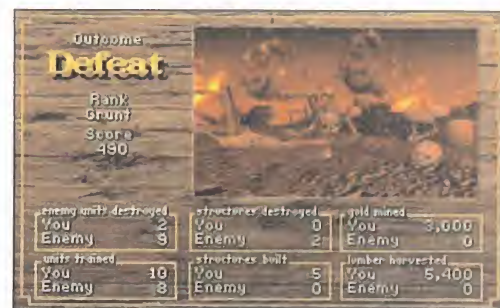 Outcome
Defeat
Rank
Grunt
Score
490
enemy units destroyed
You 2
Enemy 9
structures destroyed
You 0
Enemy 2
gold mined
You 3,000
Enemy 0
units trained
You 10
Enemy 8
structures built
You 5
Enemy 0
lumber harvested
You 5,400
Enemy 0